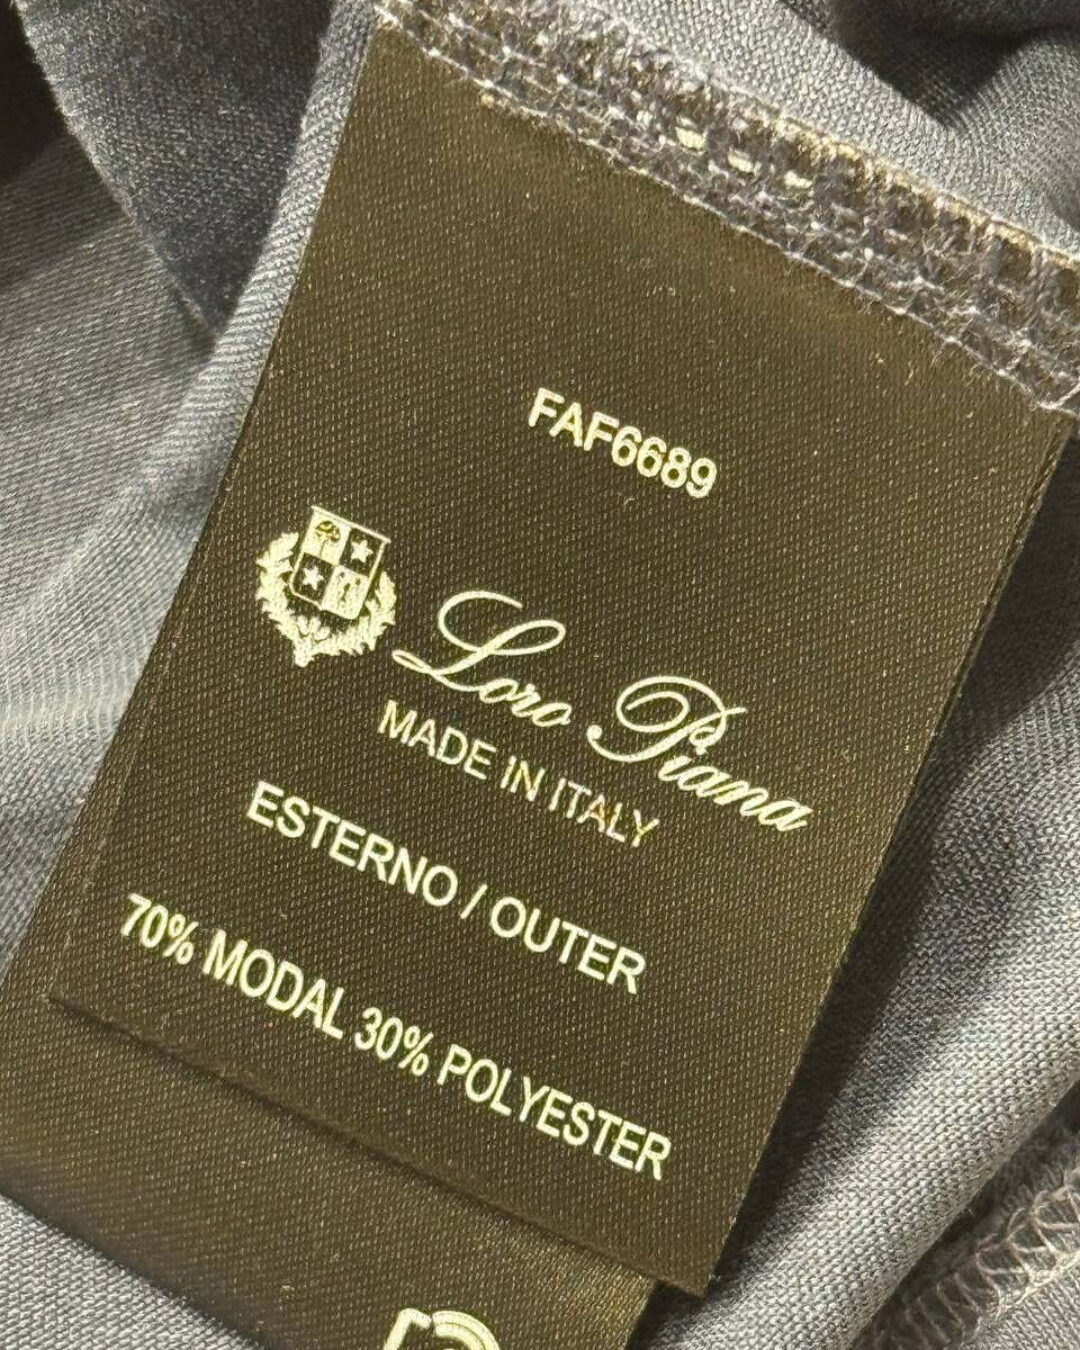 FAF6689
Loro Piana
MADE IN ITALY
ESTERNO / OUTER
70% MODAL 30% POLYESTER